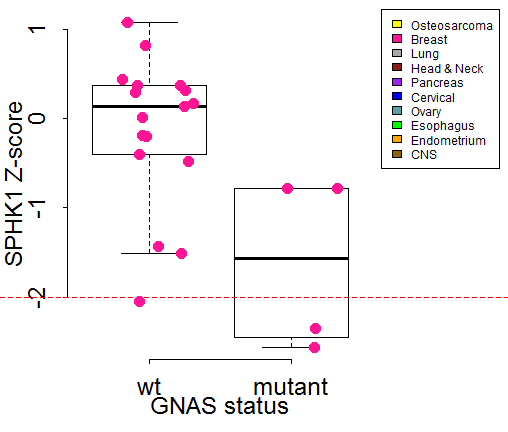 SPHK1 Z-score
1
0
-1
-2
wt
mutant
GNAS status
Osteosarcoma
Breast
Lung
Head & Neck
Pancreas
Cervical
Ovary
Esophagus
Endometrium
CNS